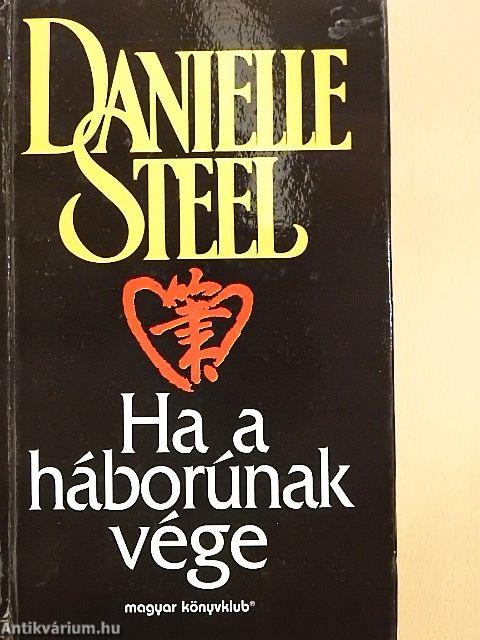 DANIELLE
STEEL
Ha a
háborúnak
vége
magyar könyvklub®
Antikvárium.hu